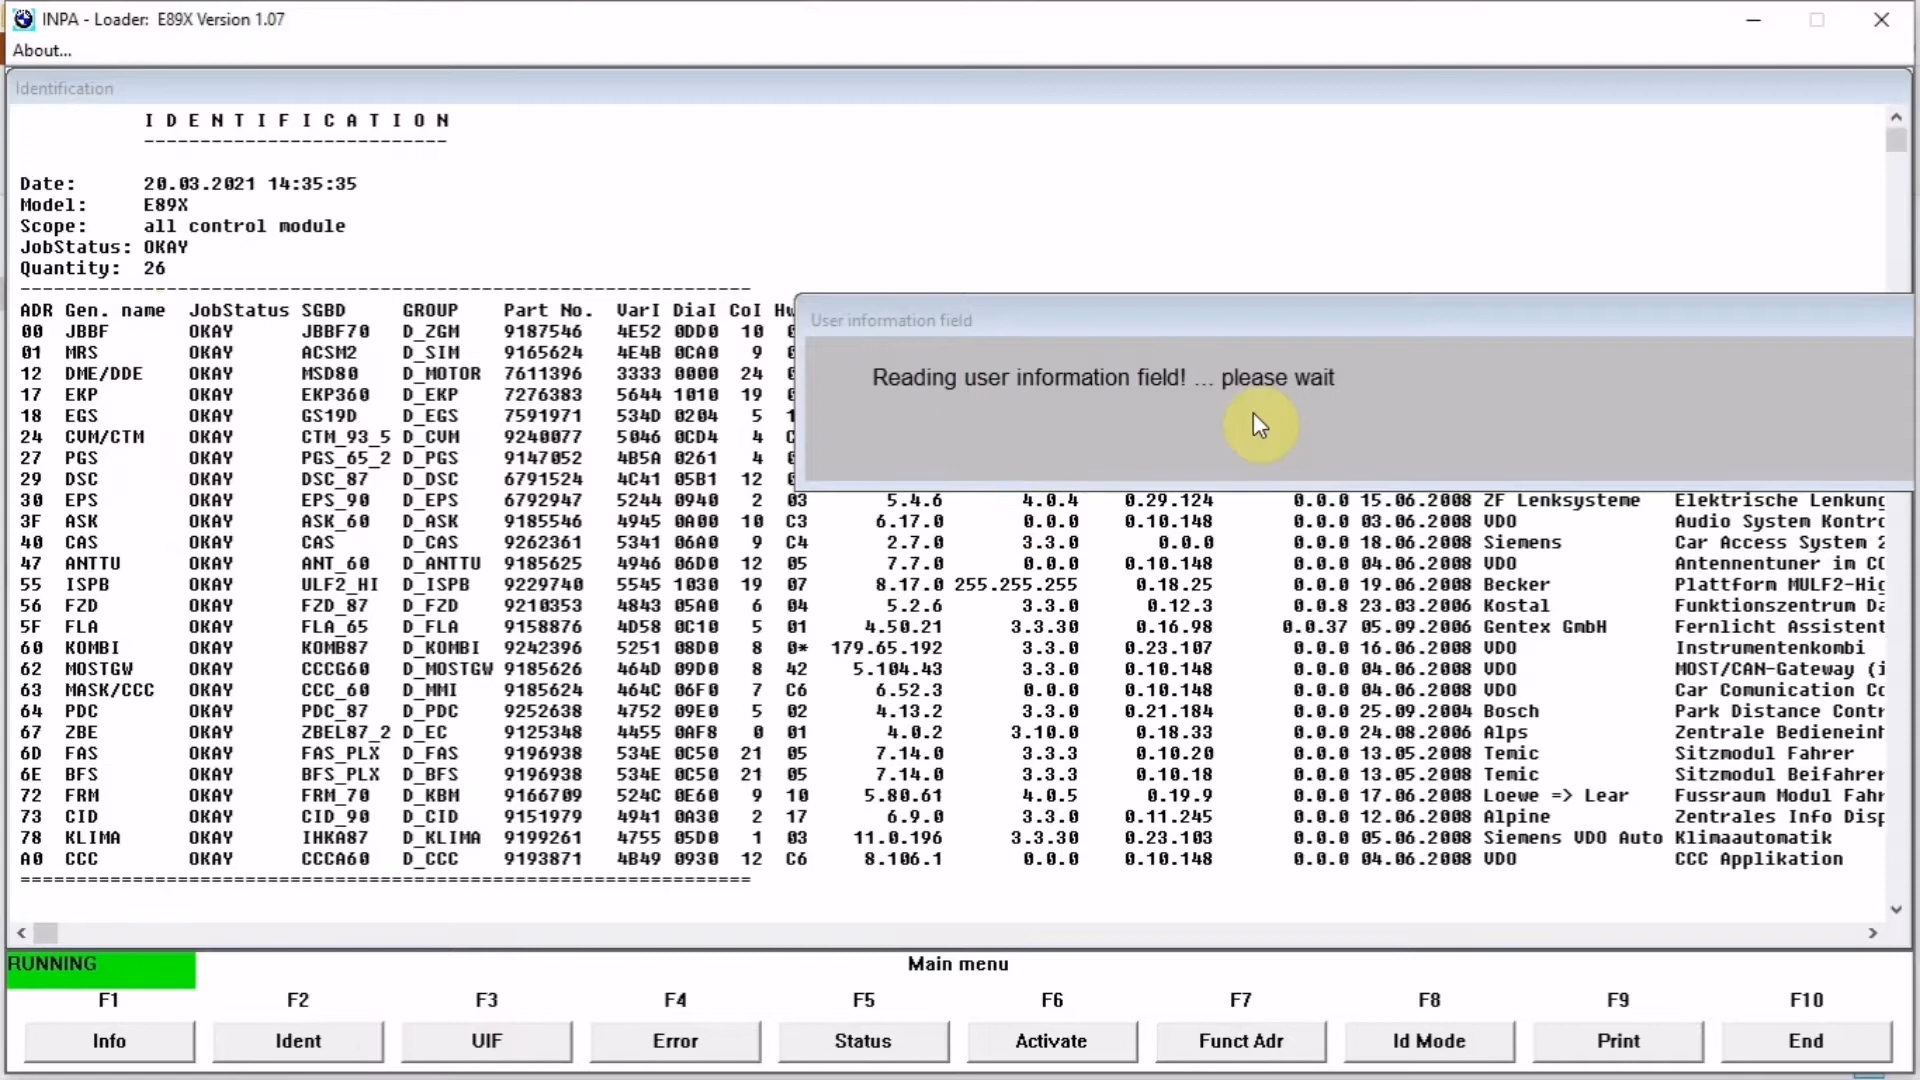 INPA - Loader: E89X Version 1.07
About...
Identification
I D E N T I F I C A T I O N
---------------------------
Date: 20.03.2021 14:35:35
Model: E89X
Scope: all control module
JobStatus: OKAY
Quantity: 26
ADR Gen. name JobStatus SGBD GROUP Part No. VarI DiaI CoI
00 JBBF OKAY JBBF70 D_ZGM 9187546 4E52 0DD0 10
01 MRS OKAY ACSM2 D_SIM 9165624 4E4B 0CA0 9
12 DME/DDE OKAY MSD80 D_MOTOR 7611396 3333 0000 24
17 EKP OKAY EKP360 D_EKP 7276383 5644 1010 19
18 EGS OKAY GS19D D_EGS 7591971 534D 0204 5
24 CVM/CTM OKAY CTM_93_5 D_CVM 9240077 5046 0CD4 4
27 PGS OKAY PGS_65_2 D_PGS 9147052 4B5A 0261 4
29 DSC OKAY DSC_87 D_DSC 6791524 4C41 05B1 12
User information field
Reading user information field! ... please wait
30 EPS OKAY EPS_90 D_EPS 6792947 5244 0940 2 03 5.4.6 4.0.4 0.29.124 0.0.0 15.06.2008 ZF Lenksysteme Elektrische Lenkung
3F ASK OKAY ASK_60 D_ASK 9185546 4945 0A00 10 C3 6.17.0 0.0.0 0.10.148 0.0.0 03.06.2008 VDO Audio System Kontro
40 CAS OKAY CAS D_CAS 9262361 5341 06A0 9 C4 2.7.0 3.3.0 0.0.0 0.0.0 18.06.2008 Siemens Car Access System 2
47 ANTTU OKAY ANT_60 D_ANTTU 9185625 4946 06D0 12 05 7.7.0 0.0.0 0.10.148 0.0.0 04.06.2008 VDO Antennentuner im CC
55 ISPB OKAY ULF2_HI D_ISPB 9229740 5545 1030 19 07 8.17.0 255.255.255 0.18.25 0.0.0 19.06.2008 Becker Plattform MULF2-Hig
56 FZD OKAY FZD_87 D_FZD 9210353 4843 05A0 6 04 5.2.6 3.3.0 0.12.3 0.0.8 23.03.2006 Kostal Funktionszentrum Da
5F FLA OKAY FLA_65 D_FLA 9158876 4D58 0C10 5 01 4.50.21 3.3.30 0.16.98 0.0.37 05.09.2006 Gentex GmbH Fernlicht Assistent
60 KOMBI OKAY KOMB87 D_KOMBI 9242396 5251 08D0 8 0* 179.65.192 3.3.0 0.23.107 0.0.0 16.06.2008 VDO Instrumentenkombi
62 MOSTGW OKAY CCCG60 D_MOSTGW 9185626 464D 09D0 8 42 5.104.43 3.3.0 0.10.148 0.0.0 04.06.2008 VDO MOST/CAN-Gateway (i
63 MASK/CCC OKAY CCC_60 D_MMI 9185624 464C 06F0 7 C6 6.52.3 0.0.0 0.10.148 0.0.0 04.06.2008 VDO Car Comunication Co
64 PDC OKAY PDC_87 D_PDC 9252638 4752 09E0 5 02 4.13.2 3.3.0 0.21.184 0.0.0 25.09.2004 Bosch Park Distance Contr
67 ZBE OKAY ZBEL87_2 D_EC 9125348 4455 0AF8 0 01 4.0.2 3.10.0 0.18.33 0.0.0 24.08.2006 Alps Zentrale Bedieneinh
6D FAS OKAY FAS_PLX D_FAS 9196938 534E 0C50 21 05 7.14.0 3.3.3 0.10.20 0.0.0 13.05.2008 Temic Sitzmodul Fahrer
6E BFS OKAY BFS_PLX D_BFS 9196938 534E 0C50 21 05 7.14.0 3.3.3 0.10.18 0.0.0 13.05.2008 Temic Sitzmodul Beifahrer
72 FRM OKAY FRM_70 D_KBM 9166709 524C 0E60 9 10 5.80.61 4.0.5 0.19.9 0.0.0 17.06.2008 Loewe => Lear Fussraum Modul Fahr
73 CID OKAY CID_90 D_CID 9151979 4941 0A30 2 17 6.9.0 3.3.0 0.11.245 0.0.0 12.06.2008 Alpine Zentrales Info Disp
78 KLIMA OKAY IHKA87 D_KLIMA 9199261 4755 05D0 1 03 11.0.196 3.3.30 0.23.103 0.0.0 05.06.2008 Siemens VDO Auto Klimaautomatik
A0 CCC OKAY CCCA60 D_CCC 9193871 4B49 0930 12 C6 8.106.1 0.0.0 0.10.148 0.0.0 04.06.2008 VDO CCC Applikation
RUNNING
Main menu
F1 F2 F3 F4 F5 F6 F7 F8 F9 F10
Info Ident UIF Error Status Activate Funct Adr Id Mode Print End